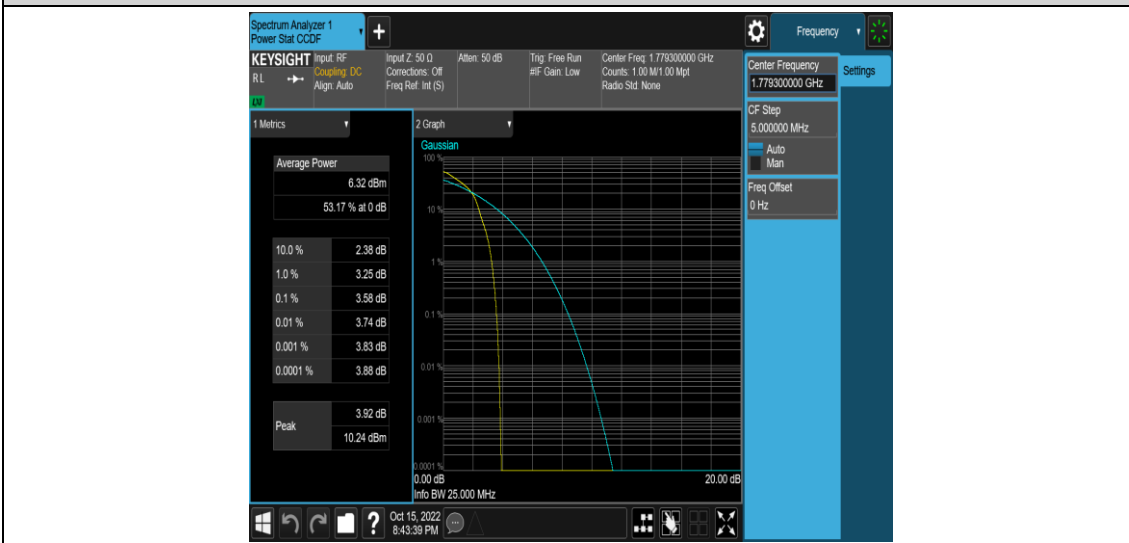 Spectrum Analyzer 1
Power Stat CCDF
+
Frequency
KEYSIGHT
RL
LNI
Input: RF
Coupling: DC
Align: Auto
Input Z: 50 Ω
Corrections: Off
Freq Ref: Int (S)
Atten: 50 dB
Trig: Free Run
#IF Gain: Low
Center Freq: 1.779300000 GHz
Counts: 1.00 M/1.00 Mpt
Radio Std: None
Center Frequency
1.779300000 GHz
Settings
CF Step
5.000000 MHz
Auto
Man
Freq Offset
0 Hz
1 Metrics
Average Power
6.32 dBm
53.17 % at 0 dB
10.0 % 2.38 dB
1.0 % 3.25 dB
0.1 % 3.58 dB
0.01 % 3.74 dB
0.001 % 3.83 dB
0.0001 % 3.88 dB
Peak
3.92 dB
10.24 dBm
2 Graph
Gaussian
100 %
10 %
1 %
0.1 %
0.01 %
0.001 %
0.0001 %
0.00 dB 20.00 dB
Info BW 25.000 MHz
?
Oct 15, 2022
8:43:39 PM